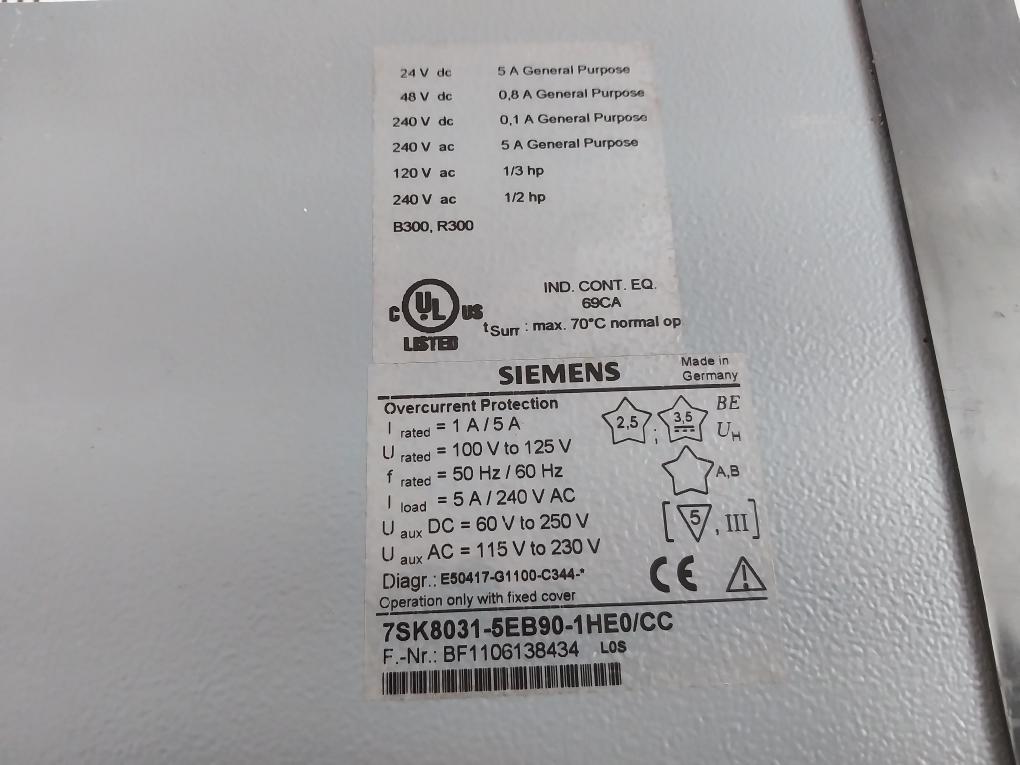 24 V dc 5 A General Purpose
48 V dc 0,8 A General Purpose
240 V dc 0,1 A General Purpose
240 V ac 5 A General Purpose
120 V ac 1/3 hp
240 V ac 1/2 hp
B300, R300
C UL US
LISTED
IND. CONT. EQ.
69CA
tSurr : max. 70°C normal op
SIEMENS
Made in
Germany
Overcurrent Protection
I rated = 1 A / 5 A
U rated = 100 V to 125 V
f rated = 50 Hz / 60 Hz
I load = 5 A / 240 V AC
U aux DC = 60 V to 250 V
U aux AC = 115 V to 230 V
2,5 ; 3,5 BE
UH
A,B
[5, III]
Diagr.: E50417-G1100-C344-*
CE
Operation only with fixed cover
7SK8031-5EB90-1HE0/CC
F.-Nr.: BF1106138434 L0S